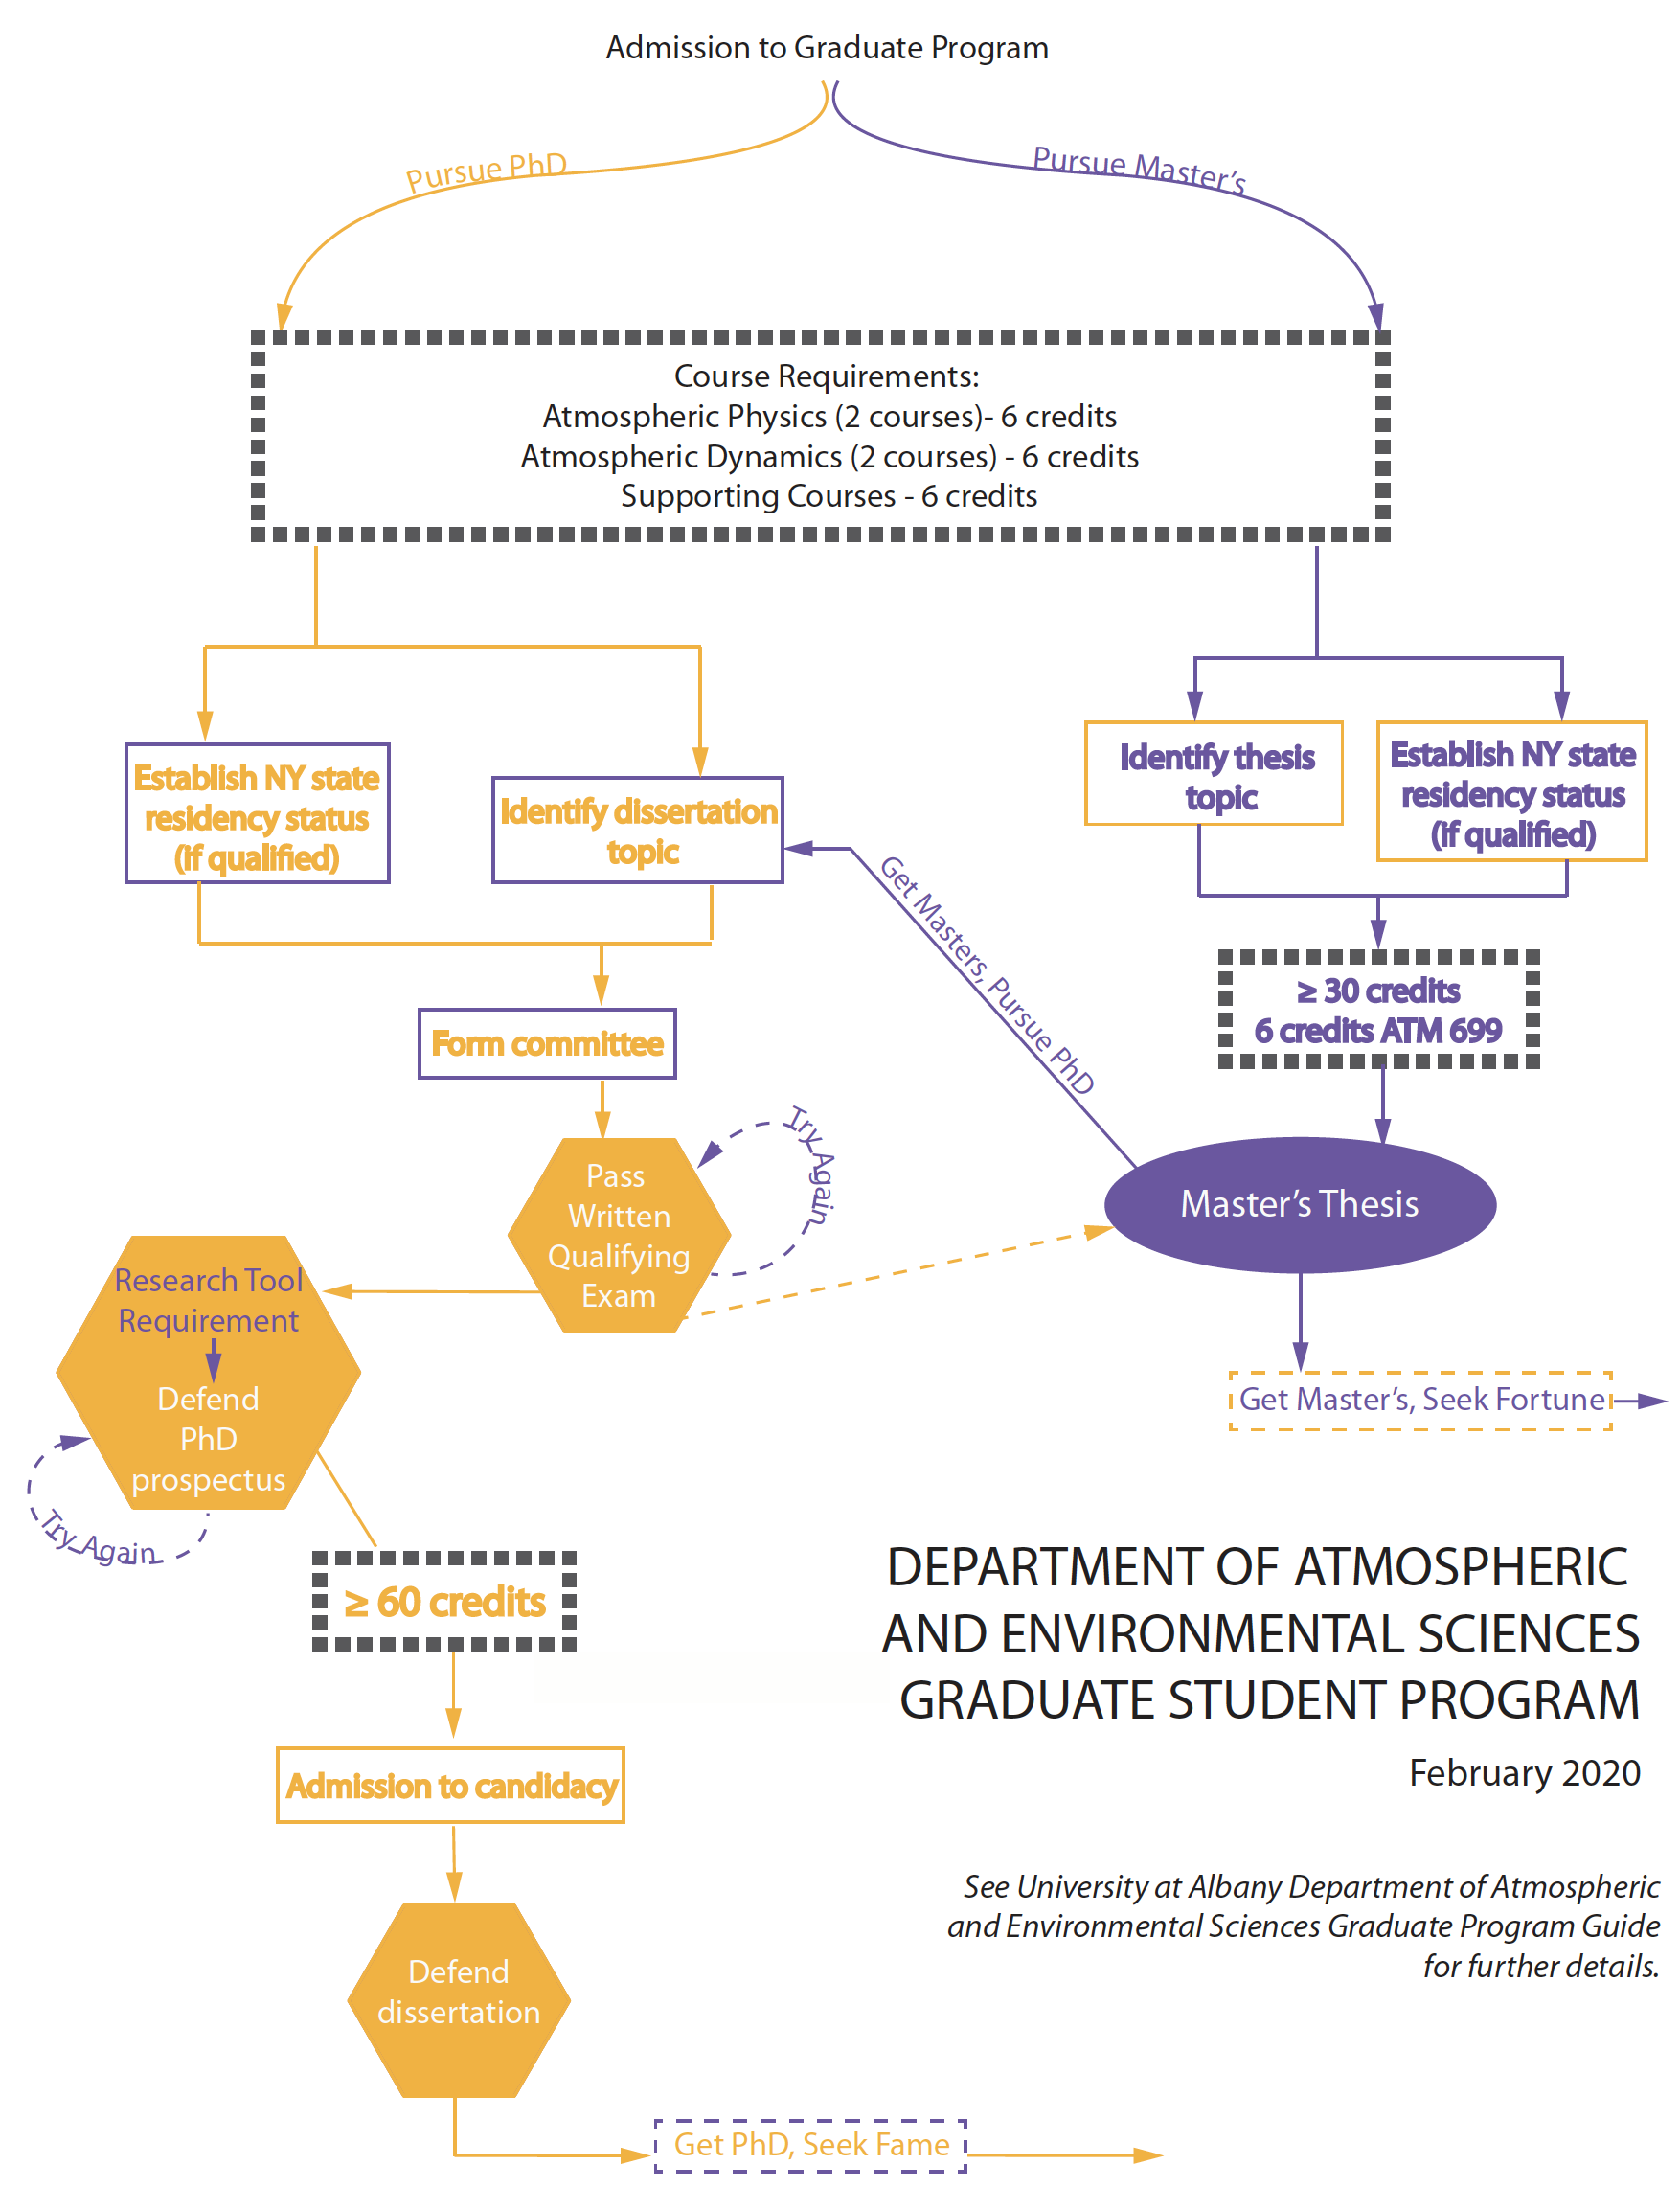 Admission to Graduate Program
Pursue PhD
Pursue Master's
Course Requirements:
Atmospheric Physics (2 courses)- 6 credits
Atmospheric Dynamics (2 courses) - 6 credits
Supporting Courses - 6 credits
Establish NY state
residency status
(if qualified)
Identify dissertation
topic
Identify thesis
topic
Establish NY state
residency status
(if qualified)
Get Masters, Pursue PhD
≥ 30 credits
6 credits ATM 699
Form committee
Try Again
Pass
Written
Qualifying
Exam
Master's Thesis
Research Tool
Requirement
Defend
PhD
prospectus
Try Again
Get Master's, Seek Fortune
≥ 60 credits
DEPARTMENT OF ATMOSPHERIC
AND ENVIRONMENTAL SCIENCES
GRADUATE STUDENT PROGRAM
February 2020
Admission to candidacy
See University at Albany Department of Atmospheric
and Environmental Sciences Graduate Program Guide
for further details.
Defend
dissertation
Get PhD, Seek Fame